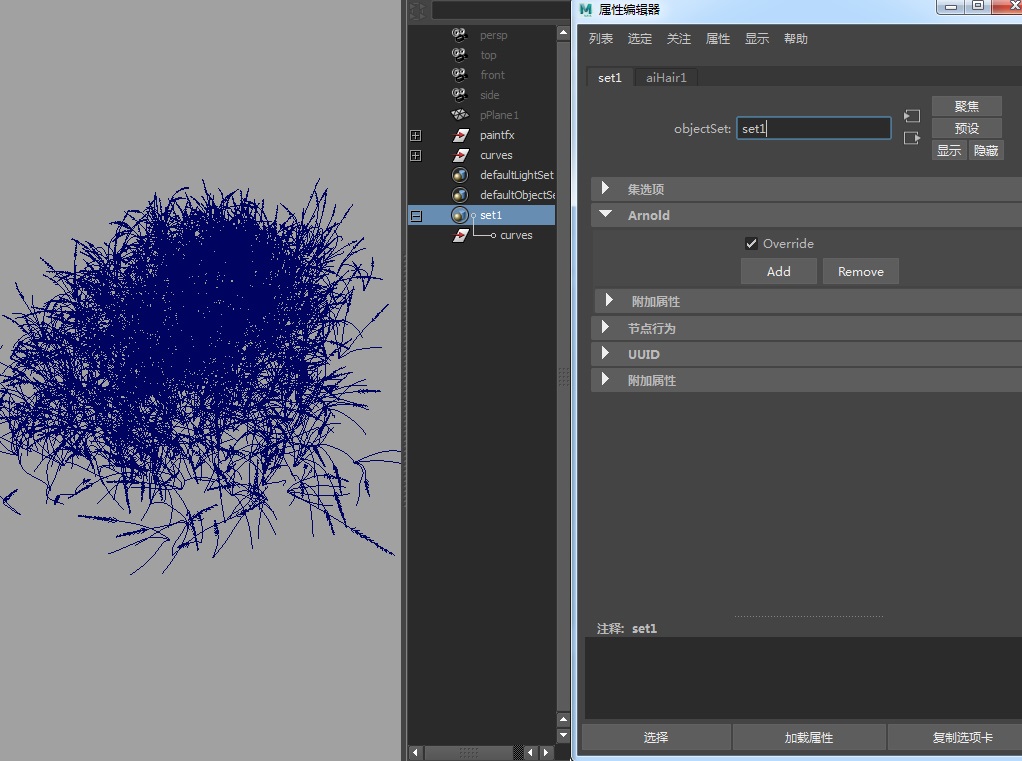 persp
top
front
side
pPlane1
paintfx
curves
defaultLightSet
defaultObjectSe
set1
curves
属性编辑器
列表 选定 关注 属性 显示 帮助
set1 aiHair1
objectSet: set1
聚焦
预设
显示 隐藏
集选项
Arnold
Override
Add Remove
附加属性
节点行为
UUID
附加属性
注释: set1
选择 加载属性 复制选项卡